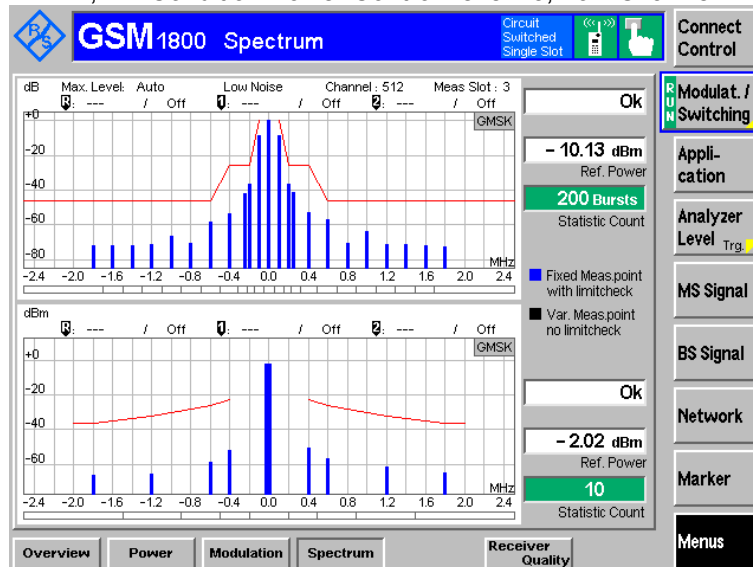 R/S
GSM 1800 Spectrum
Circuit
Switched
Single Slot
Connect
Control
dB Max. Level: Auto Low Noise Channel : 512 Meas Slot : 3
R: --- / Off 1: --- / Off 2: --- / Off
+0
GMSK
-20
-40
-60
-80
MHz
-2.4 -2.0 -1.6 -1.2 -0.8 -0.4 0.0 0.4 0.8 1.2 1.6 2.0 2.4
Ok
- 10.13 dBm
Ref. Power
200 Bursts
Statistic Count
Fixed Meas.point
with limitcheck
Var. Meas.point
no limitcheck
dBm
R: --- / Off 1: --- / Off 2: --- / Off
+0
GMSK
-20
-40
-60
MHz
-2.4 -2.0 -1.6 -1.2 -0.8 -0.4 0.0 0.4 0.8 1.2 1.6 2.0 2.4
Ok
- 2.02 dBm
Ref. Power
10
Statistic Count
RUN
Modulat. /
Switching
Appli-
cation
Analyzer
Level Trg.
MS Signal
BS Signal
Network
Marker
Menus
Overview Power Modulation Spectrum Receiver
Quality